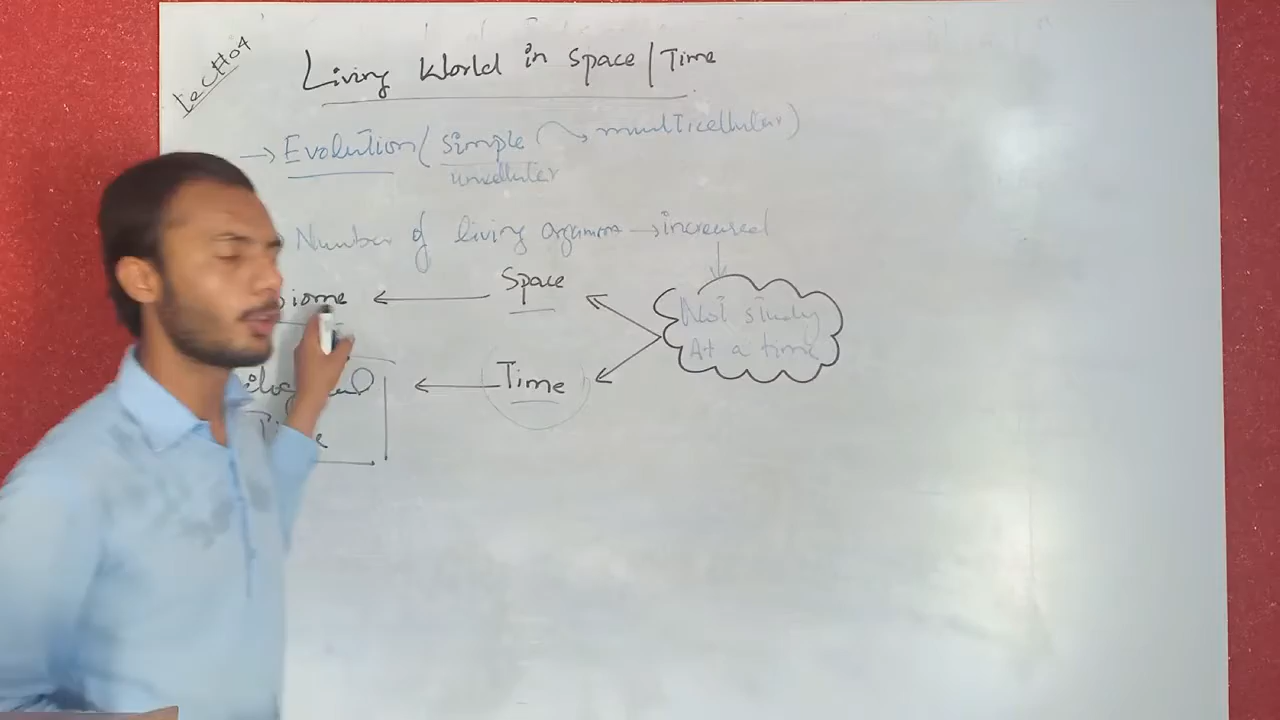 Lect#04
Living World in Space/Time
→ Evolution ( simple → multicellular)
unicellular
Number of living organisms → increased
Space
Not study
At a time
← Time